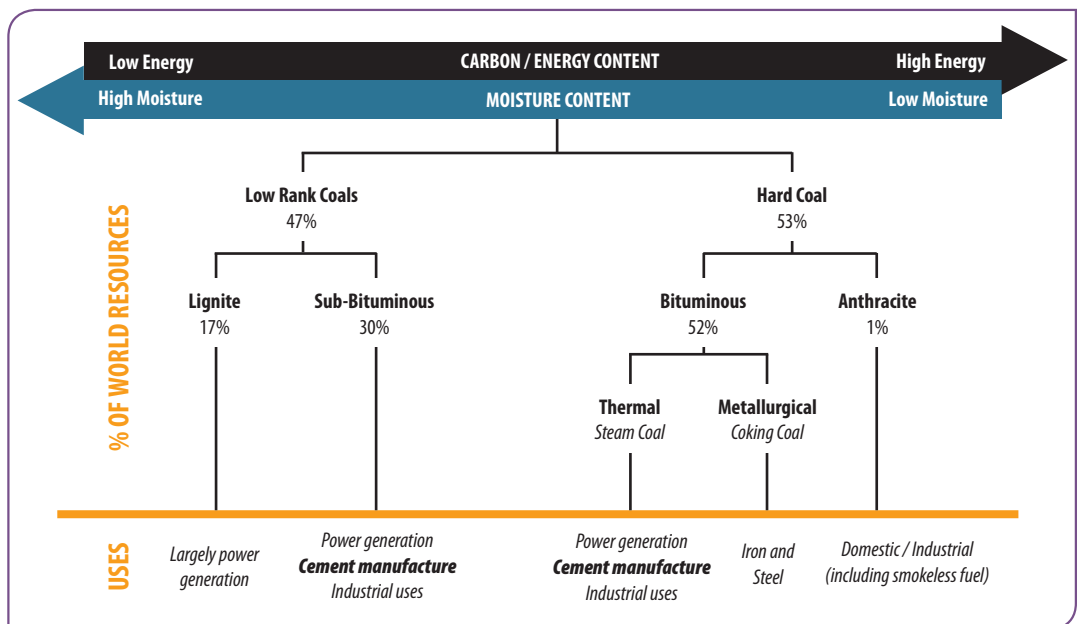 Low Energy CARBON / ENERGY CONTENT High Energy
High Moisture MOISTURE CONTENT Low Moisture
% OF WORLD RESOURCES
Low Rank Coals
47%
Hard Coal
53%
Lignite
17%
Sub-Bituminous
30%
Bituminous
52%
Anthracite
1%
Thermal
Steam Coal
Metallurgical
Coking Coal
USES
Largely power
generation
Power generation
Cement manufacture
Industrial uses
Power generation
Cement manufacture
Industrial uses
Iron and
Steel
Domestic / Industrial
(including smokeless fuel)